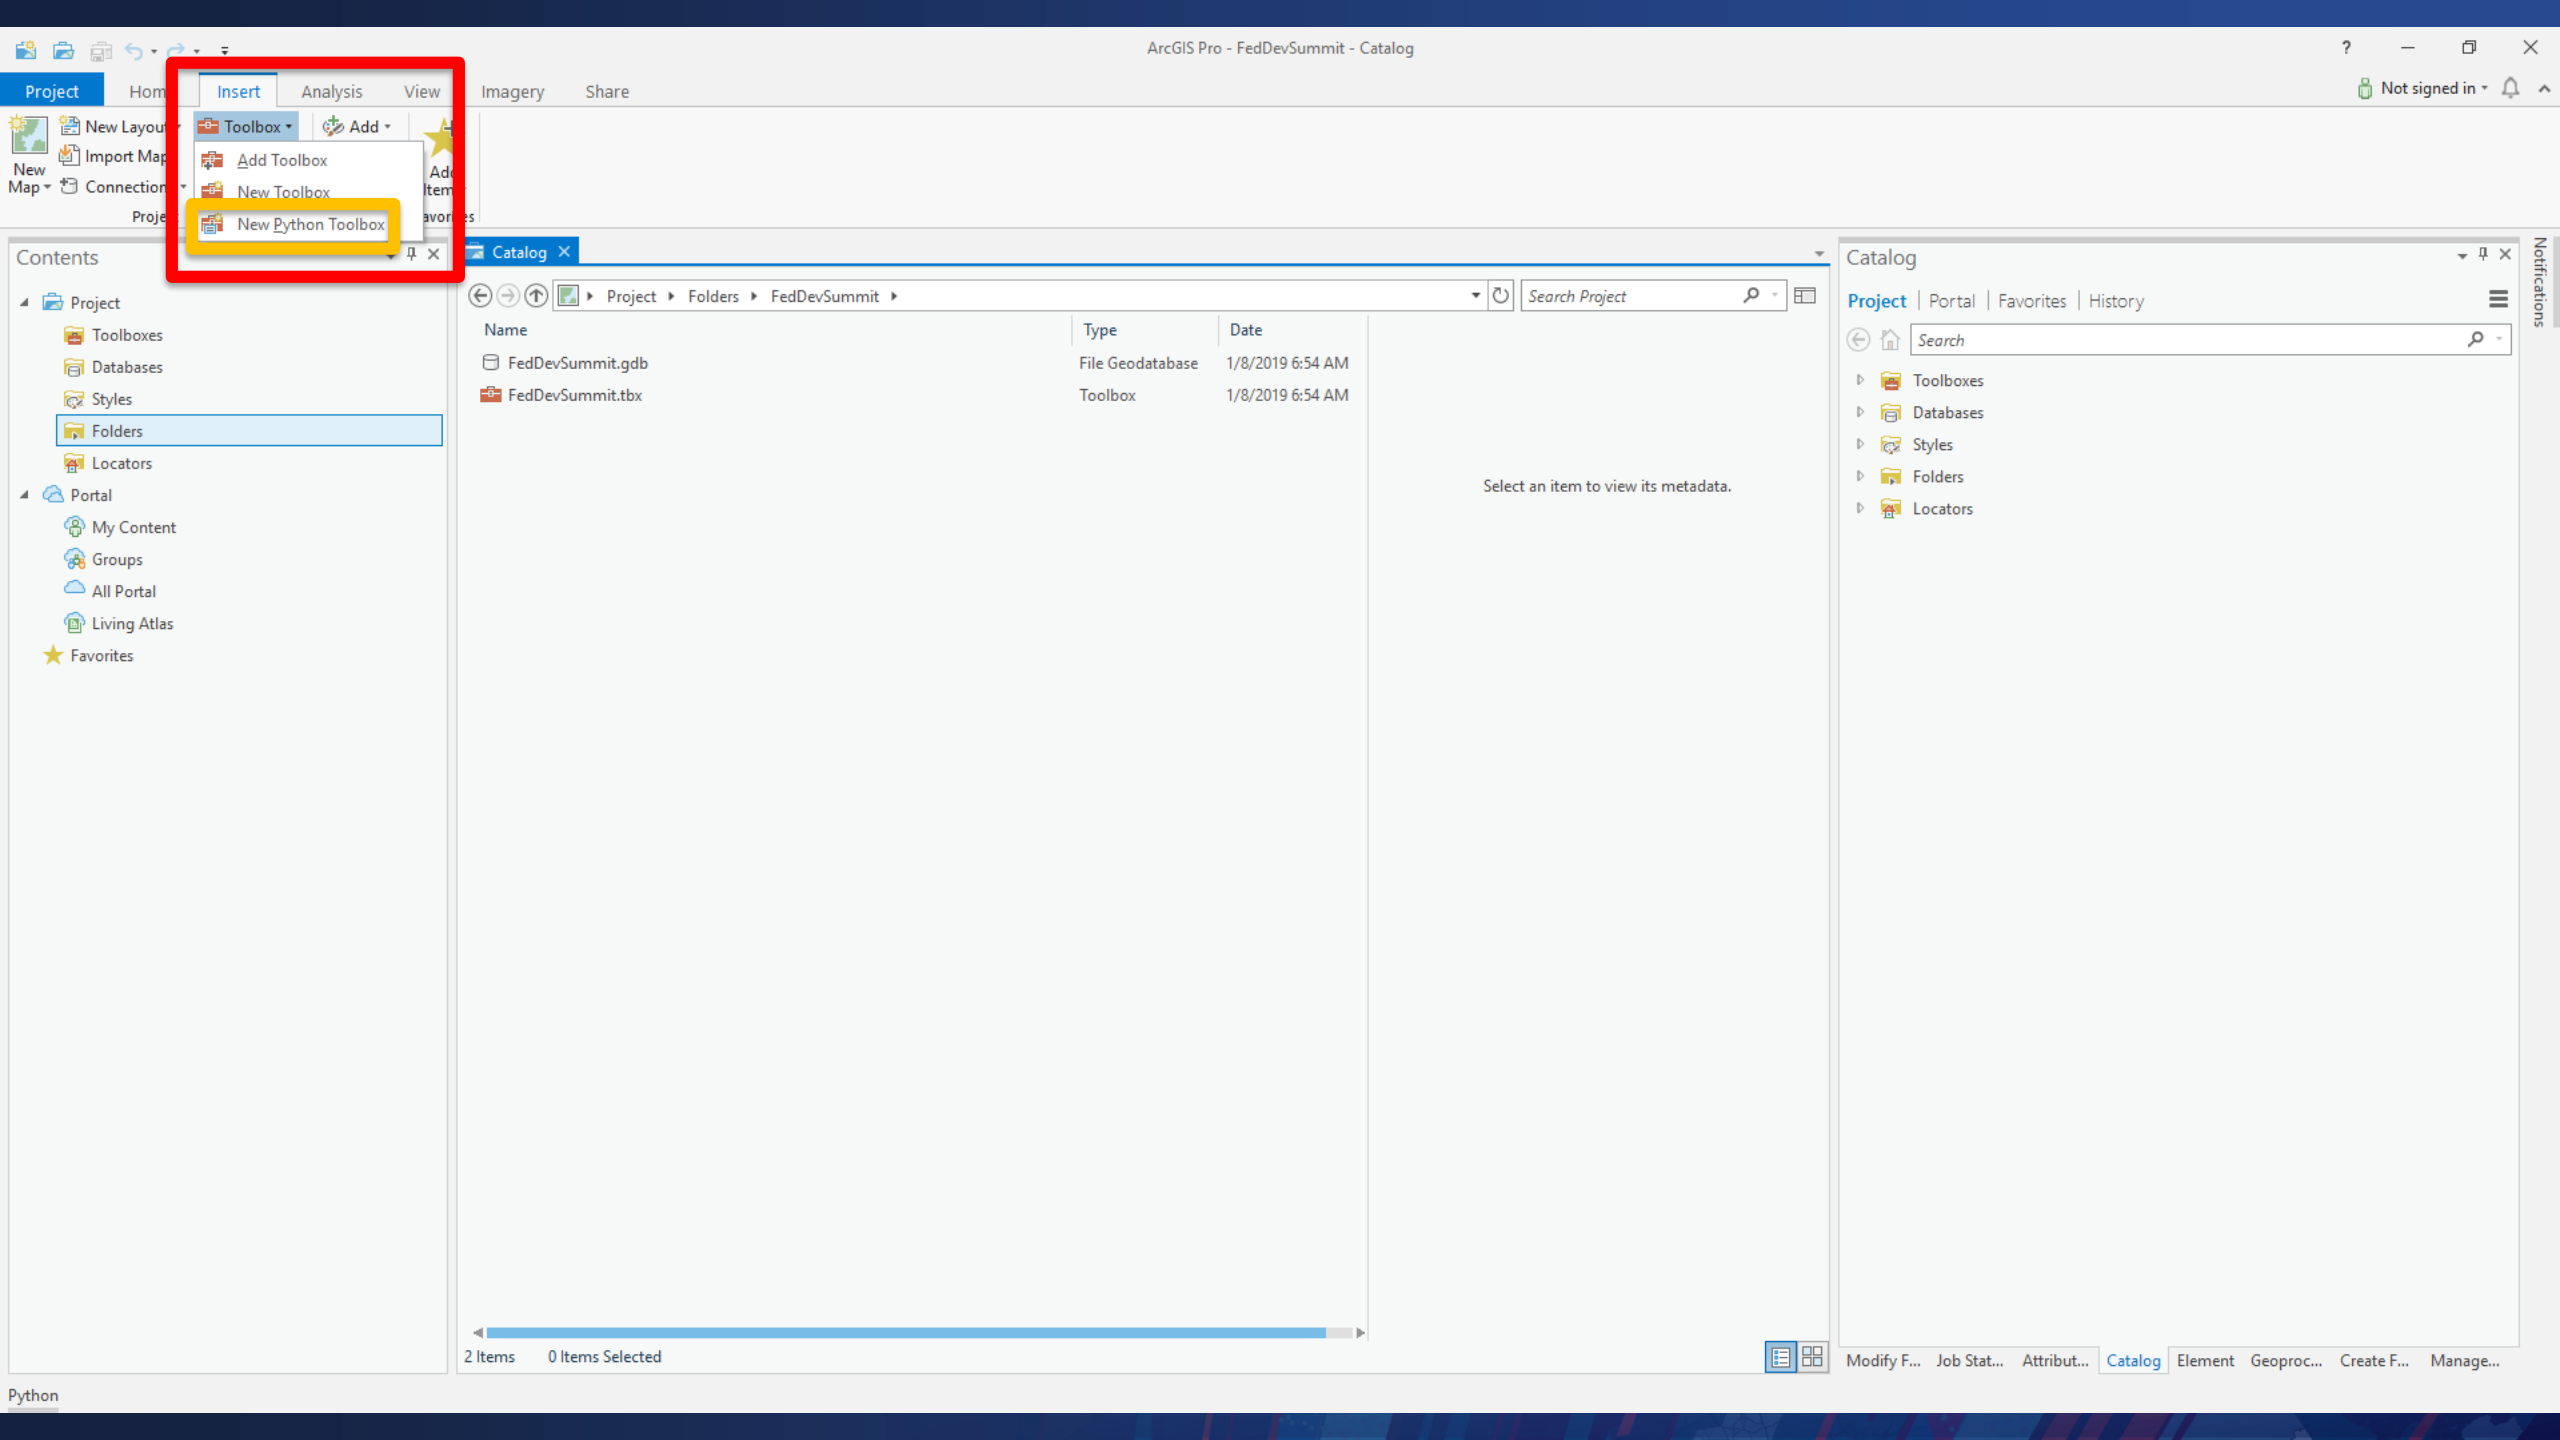 ArcGIS Pro - FedDevSummit - Catalog
?
Project Hom Insert Analysis View Imagery Share
Not signed in
New Layout Toolbox Add
Import Map Add Toolbox
New Map
Connection New Toolbox
Add Item
Proje New Python Toolbox avorites
Contents
Project
Toolboxes
Databases
Styles
Folders
Locators
Portal
My Content
Groups
All Portal
Living Atlas
Favorites
Catalog
Project Folders FedDevSummit
Search Project
Name Type Date
FedDevSummit.gdb File Geodatabase 1/8/2019 6:54 AM
FedDevSummit.tbx Toolbox 1/8/2019 6:54 AM
Select an item to view its metadata.
2 Items 0 Items Selected
Catalog
Project | Portal | Favorites | History
Search
Toolboxes
Databases
Styles
Folders
Locators
Modify F... Job Stat... Attribut... Catalog Element Geoproc... Create F... Manage...
Notifications
Python